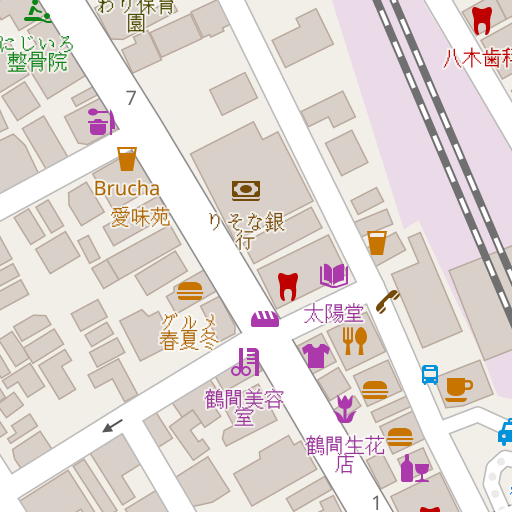 わり保育
園
にじいろ
整骨院
八木歯科
7
Brucha
愛味苑
りそな銀
行
太陽堂
グルメ
春夏冬
鶴間美容
室
鶴間生花
店
1